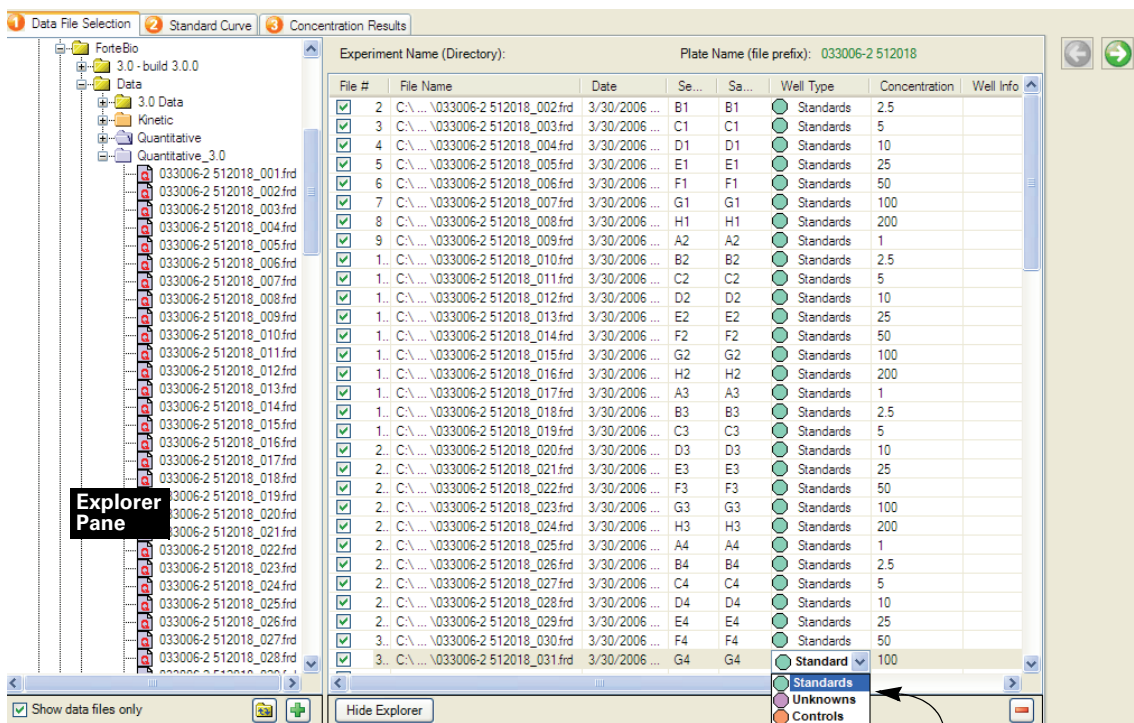 1 Data File Selection 2 Standard Curve 3 Concentration Results
ForteBio
3.0 - build 3.0.0
Data
3.0 Data
Kinetic
Quantitative
Quantitative_3.0
033006-2 512018_001.frd
033006-2 512018_002.frd
033006-2 512018_003.frd
033006-2 512018_004.frd
033006-2 512018_005.frd
033006-2 512018_006.frd
033006-2 512018_007.frd
033006-2 512018_008.frd
033006-2 512018_009.frd
033006-2 512018_010.frd
033006-2 512018_011.frd
033006-2 512018_012.frd
033006-2 512018_013.frd
033006-2 512018_014.frd
033006-2 512018_015.frd
033006-2 512018_016.frd
033006-2 512018_017.frd
033006-2 512018_018.frd
33006-2 512018_019.frd
33006-2 512018_020.frd
33006-2 512018_021.frd
033006-2 512018_022.frd
033006-2 512018_023.frd
033006-2 512018_024.frd
033006-2 512018_025.frd
033006-2 512018_026.frd
033006-2 512018_027.frd
033006-2 512018_028.frd
Explorer
Pane
Show data files only
Experiment Name (Directory): Plate Name (file prefix): 033006-2 512018
File # File Name Date Se... Sa... Well Type Concentration Well Info
2 C:\ ... \033006-2 512018_002.frd 3/30/2006 ... B1 B1 Standards 2.5
3 C:\ ... \033006-2 512018_003.frd 3/30/2006 ... C1 C1 Standards 5
4 C:\ ... \033006-2 512018_004.frd 3/30/2006 ... D1 D1 Standards 10
5 C:\ ... \033006-2 512018_005.frd 3/30/2006 ... E1 E1 Standards 25
6 C:\ ... \033006-2 512018_006.frd 3/30/2006 ... F1 F1 Standards 50
7 C:\ ... \033006-2 512018_007.frd 3/30/2006 ... G1 G1 Standards 100
8 C:\ ... \033006-2 512018_008.frd 3/30/2006 ... H1 H1 Standards 200
9 C:\ ... \033006-2 512018_009.frd 3/30/2006 ... A2 A2 Standards 1
1.. C:\ ... \033006-2 512018_010.frd 3/30/2006 ... B2 B2 Standards 2.5
1.. C:\ ... \033006-2 512018_011.frd 3/30/2006 ... C2 C2 Standards 5
1.. C:\ ... \033006-2 512018_012.frd 3/30/2006 ... D2 D2 Standards 10
1.. C:\ ... \033006-2 512018_013.frd 3/30/2006 ... E2 E2 Standards 25
1.. C:\ ... \033006-2 512018_014.frd 3/30/2006 ... F2 F2 Standards 50
1.. C:\ ... \033006-2 512018_015.frd 3/30/2006 ... G2 G2 Standards 100
1.. C:\ ... \033006-2 512018_016.frd 3/30/2006 ... H2 H2 Standards 200
1.. C:\ ... \033006-2 512018_017.frd 3/30/2006 ... A3 A3 Standards 1
1.. C:\ ... \033006-2 512018_018.frd 3/30/2006 ... B3 B3 Standards 2.5
1.. C:\ ... \033006-2 512018_019.frd 3/30/2006 ... C3 C3 Standards 5
2.. C:\ ... \033006-2 512018_020.frd 3/30/2006 ... D3 D3 Standards 10
2.. C:\ ... \033006-2 512018_021.frd 3/30/2006 ... E3 E3 Standards 25
2.. C:\ ... \033006-2 512018_022.frd 3/30/2006 ... F3 F3 Standards 50
2.. C:\ ... \033006-2 512018_023.frd 3/30/2006 ... G3 G3 Standards 100
2.. C:\ ... \033006-2 512018_024.frd 3/30/2006 ... H3 H3 Standards 200
2.. C:\ ... \033006-2 512018_025.frd 3/30/2006 ... A4 A4 Standards 1
2.. C:\ ... \033006-2 512018_026.frd 3/30/2006 ... B4 B4 Standards 2.5
2.. C:\ ... \033006-2 512018_027.frd 3/30/2006 ... C4 C4 Standards 5
2.. C:\ ... \033006-2 512018_028.frd 3/30/2006 ... D4 D4 Standards 10
2.. C:\ ... \033006-2 512018_029.frd 3/30/2006 ... E4 E4 Standards 25
3.. C:\ ... \033006-2 512018_030.frd 3/30/2006 ... F4 F4 Standards 50
3.. C:\ ... \033006-2 512018_031.frd 3/30/2006 ... G4 G4 Standard 100
Standards
Unknowns
Controls
Hide Explorer